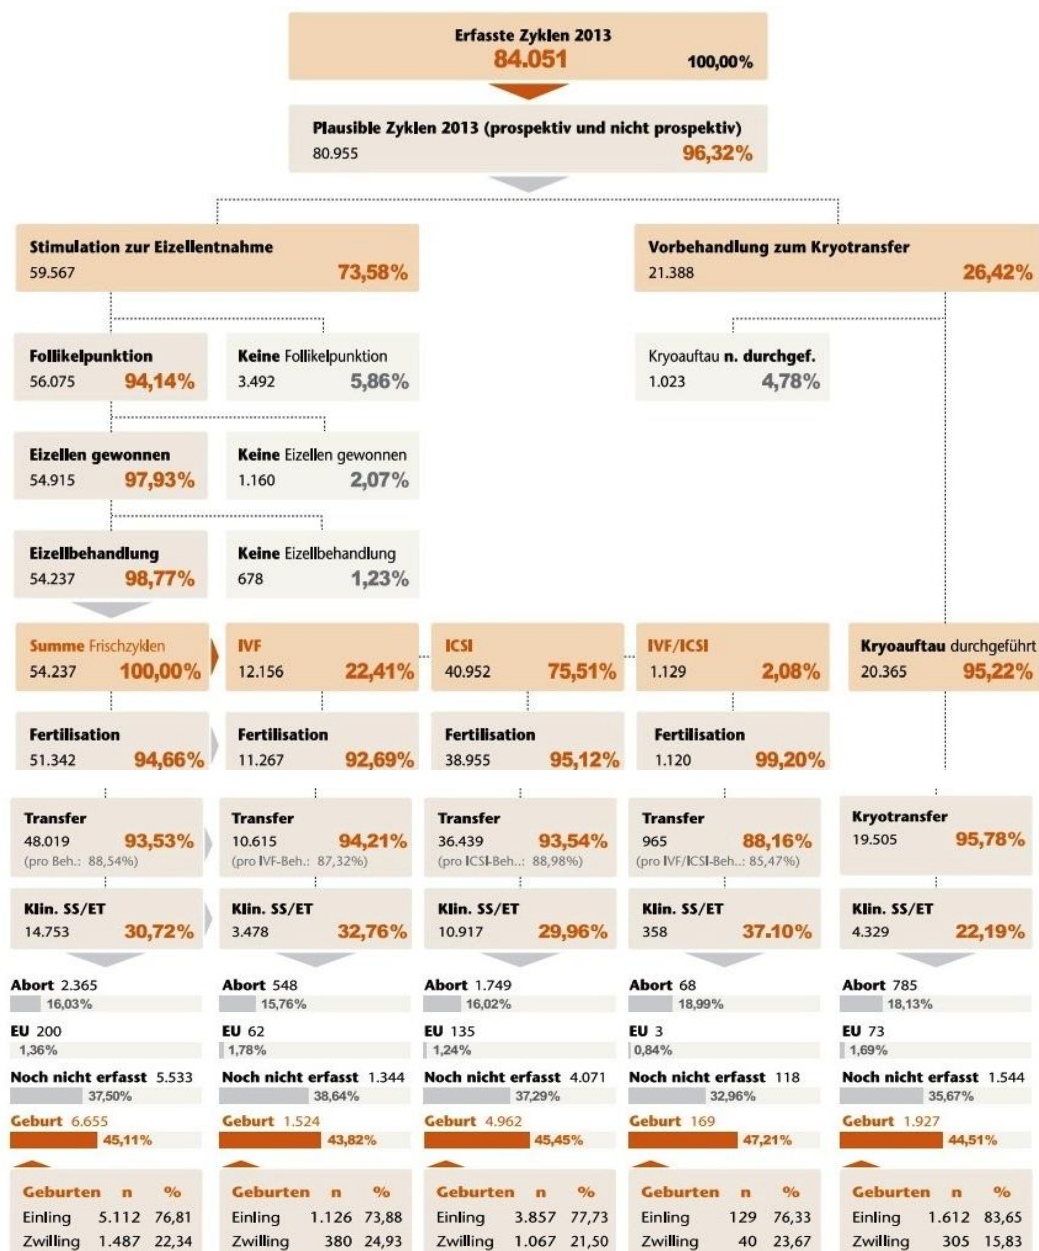 Erfasste Zyklen 2013
84.051 100,00%
Plausible Zyklen 2013 (prospektiv und nicht prospektiv)
80.955 96,32%
Stimulation zur Eizellentnahme
59.567 73,58%
Vorbehandlung zum Kryotransfer
21.388 26,42%
Follikelpunktion
56.075 94,14%
Keine Follikelpunktion
3.492 5,86%
Kryoauftau n. durchgef.
1.023 4,78%
Eizellen gewonnen
54.915 97,93%
Keine Eizellen gewonnen
1.160 2,07%
Eizellbehandlung
54.237 98,77%
Keine Eizellbehandlung
678 1,23%
Summe Frischzyklen
54.237 100,00%
IVF
12.156 22,41%
ICSI
40.952 75,51%
IVF/ICSI
1.129 2,08%
Kryoauftau durchgeführt
20.365 95,22%
Fertilisation
51.342 94,66%
Fertilisation
11.267 92,69%
Fertilisation
38.955 95,12%
Fertilisation
1.120 99,20%
Transfer
48.019 93,53%
(pro Beh.: 88,54%)
Transfer
10.615 94,21%
(pro IVF-Beh.: 87,32%)
Transfer
36.439 93,54%
(pro ICSI-Beh..: 88,98%)
Transfer
965 88,16%
(pro IVF/ICSI-Beh..: 85,47%)
Kryotransfer
19.505 95,78%
Klin. SS/ET
14.753 30,72%
Klin. SS/ET
3.478 32,76%
Klin. SS/ET
10.917 29,96%
Klin. SS/ET
358 37.10%
Klin. SS/ET
4.329 22,19%
Abort 2.365
16,03%
EU 200
1,36%
Noch nicht erfasst 5.533
37,50%
Geburt 6.655
45,11%
Abort 548
15,76%
EU 62
1,78%
Noch nicht erfasst 1.344
38,64%
Geburt 1.524
43,82%
Abort 1.749
16,02%
EU 135
1,24%
Noch nicht erfasst 4.071
37,29%
Geburt 4.962
45,45%
Abort 68
18,99%
EU 3
0,84%
Noch nicht erfasst 118
32,96%
Geburt 169
47,21%
Abort 785
18,13%
EU 73
1,69%
Noch nicht erfasst 1.544
35,67%
Geburt 1.927
44,51%
Geburten n %
Einling 5.112 76,81
Zwilling 1.487 22,34
Geburten n %
Einling 1.126 73,88
Zwilling 380 24,93
Geburten n %
Einling 3.857 77,73
Zwilling 1.067 21,50
Geburten n %
Einling 129 76,33
Zwilling 40 23,67
Geburten n %
Einling 1.612 83,65
Zwilling 305 15,83